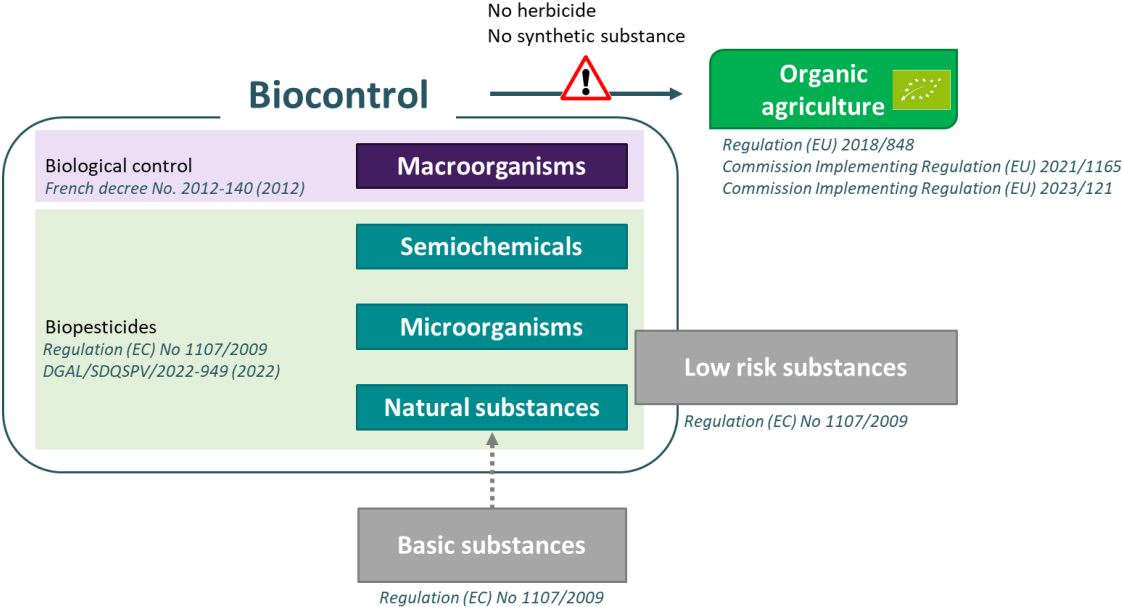 No herbicide
No synthetic substance
Biocontrol
Organic
agriculture
Regulation (EU) 2018/848
Commission Implementing Regulation (EU) 2021/1165
Commission Implementing Regulation (EU) 2023/121
Biological control
French decree No. 2012-140 (2012)
Macroorganisms
Semiochemicals
Microorganisms
Biopesticides
Regulation (EC) No 1107/2009
DGAL/SDQSPV/2022-949 (2022)
Low risk substances
Natural substances
Regulation (EC) No 1107/2009
Basic substances
Regulation (EC) No 1107/2009